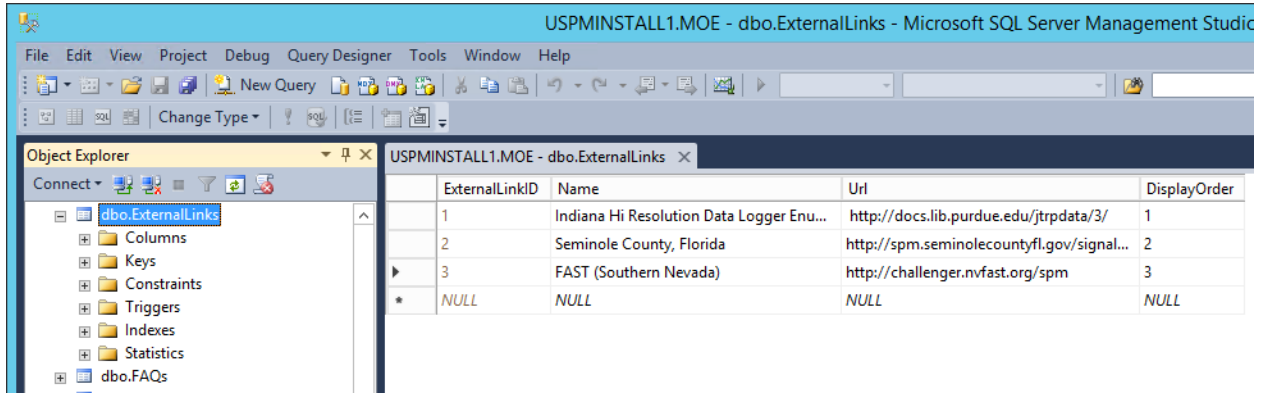 USPMINSTALL1.MOE - dbo.ExternalLinks - Microsoft SQL Server Management Studio
File Edit View Project Debug Query Designer Tools Window Help
New Query
Change Type
Object Explorer
USPMINSTALL1.MOE - dbo.ExternalLinks
Connect
ExternalLinkID Name Url DisplayOrder
dbo.ExternalLinks
1 Indiana Hi Resolution Data Logger Enu... http://docs.lib.purdue.edu/jtrpdata/3/ 1
Columns
2 Seminole County, Florida http://spm.seminolecountyfl.gov/signal... 2
Keys
3 FAST (Southern Nevada) http://challenger.nvfast.org/spm 3
Constraints
NULL NULL NULL NULL
Triggers
Indexes
Statistics
dbo.FAQs